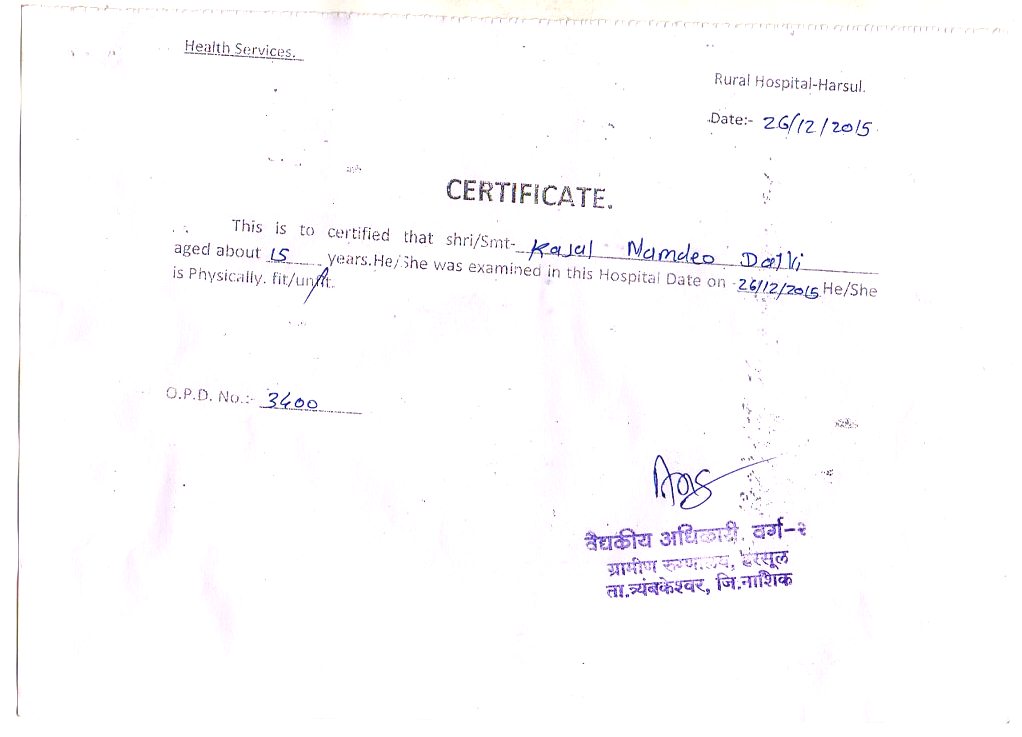 Health Services.
Rural Hospital-Harsul.
Date:- 26/12/2015
CERTIFICATE.
This is to certified that shri/Smt- Kajal Namdeo
aged about 15 years.He/She was examined in this Hospital Date on -26/12/2015.He/She
is Physically. fit/unfit.
O.P.D. No.:- 3400
वैद्यकीय अधिकारी, वर्ग-२
ग्रामीण रुग्णालय, हरसूल
ता.त्र्यंबकेश्वर, जि.नाशिक